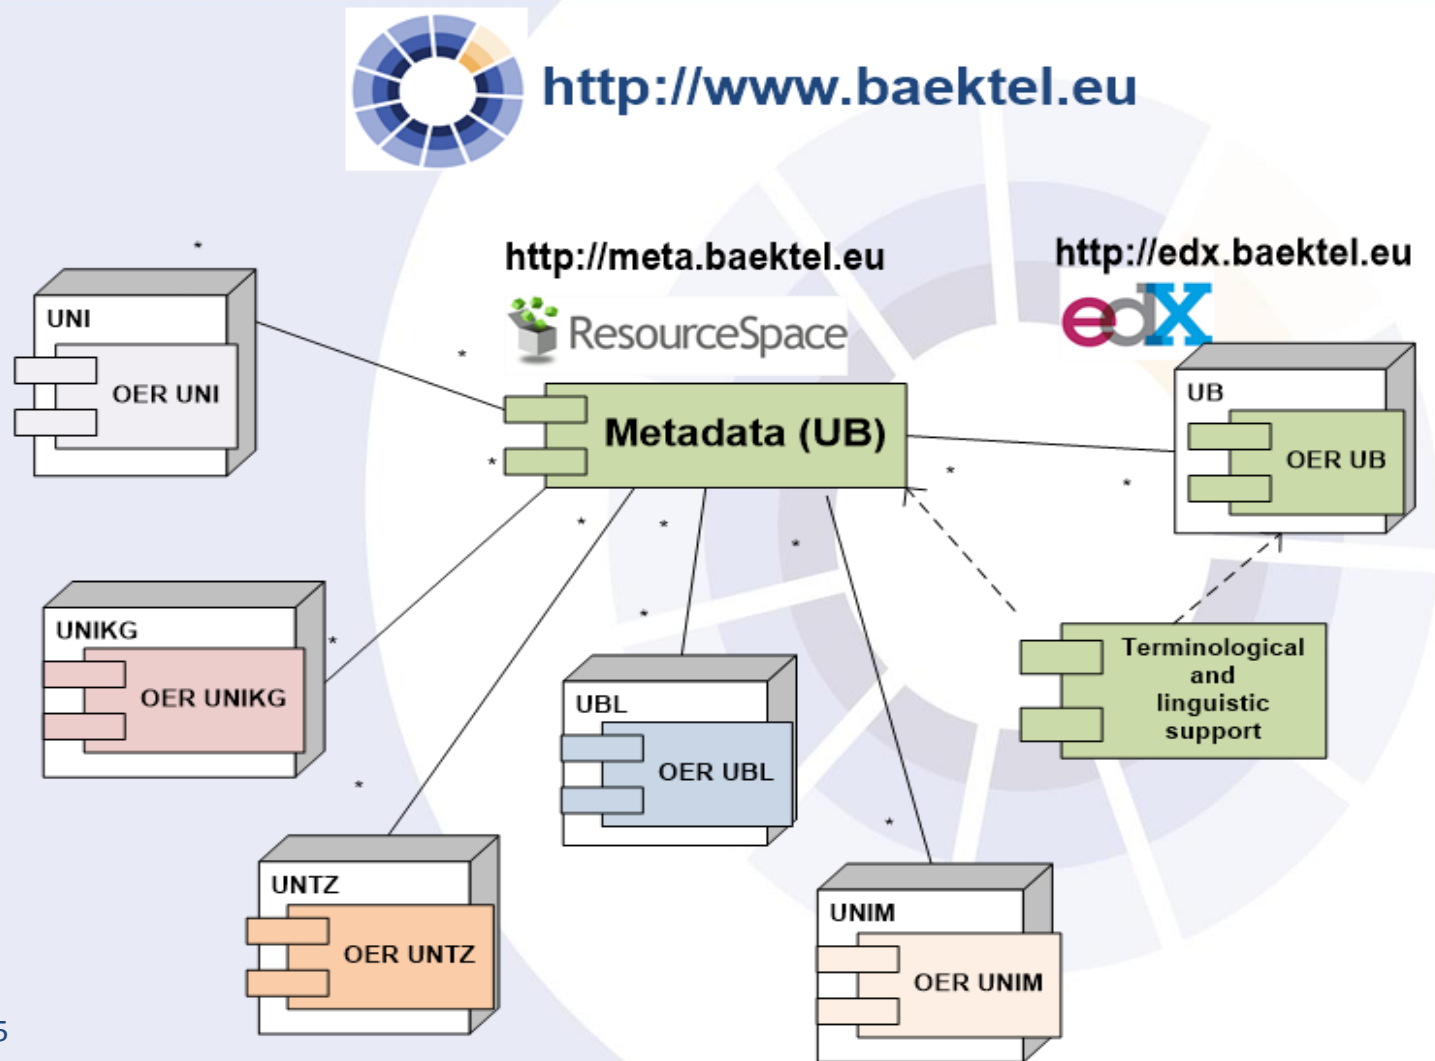 http://www.baektel.eu
http://meta.baektel.eu
http://edx.baektel.eu
ResourceSpace
edX
*
UNI
OER UNI
*
Metadata (UB)
*
*
*
UB
OER UB
*
*
*
*
UNIKG
OER UNIKG
*
*
UBL
OER UBL
Terminological
and
linguistic
support
*
UNTZ
OER UNTZ
*
UNIM
OER UNIM
5